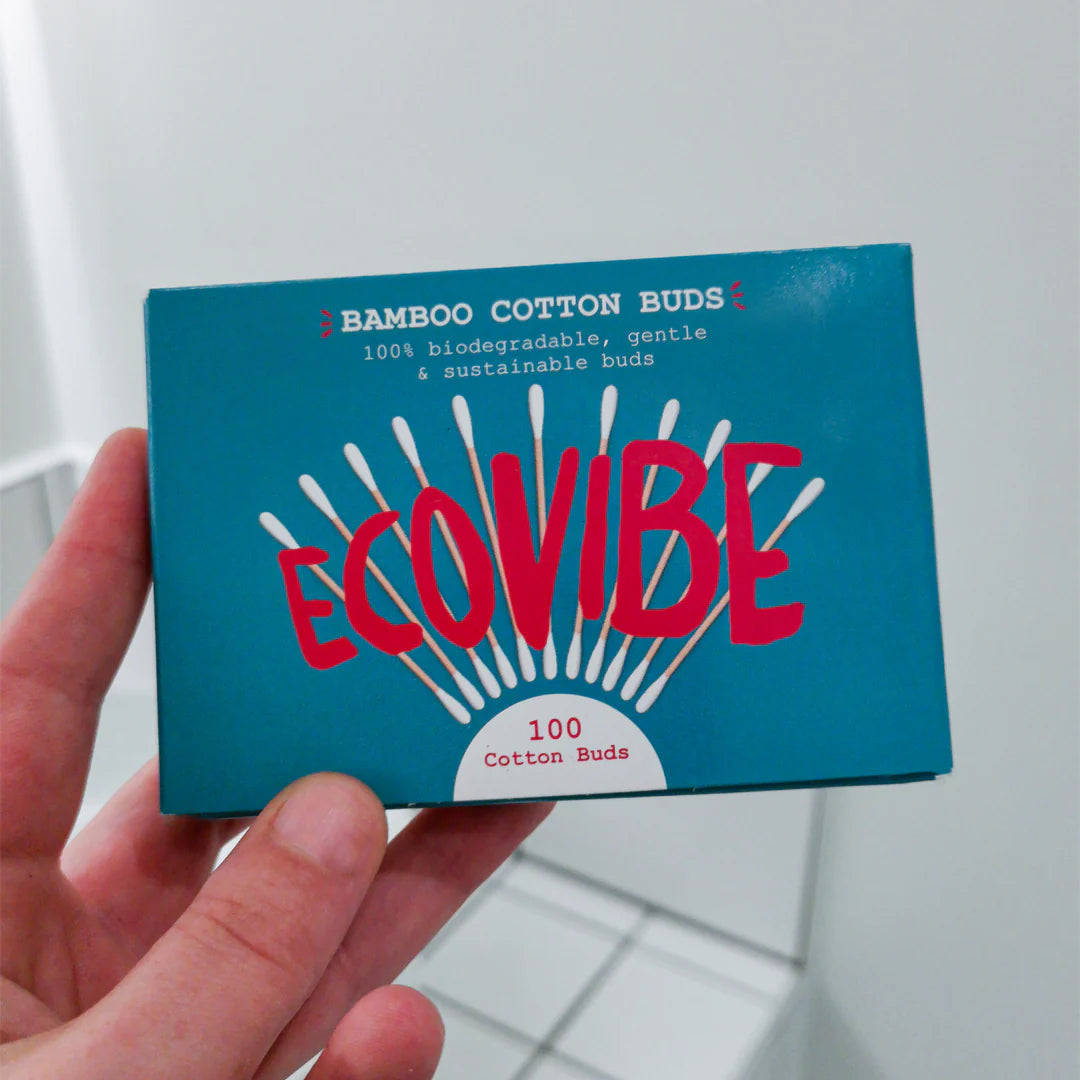 BAMBOO COTTON BUDS
100% biodegradable, gentle
& sustainable buds
ECOVIBE
100
Cotton Buds